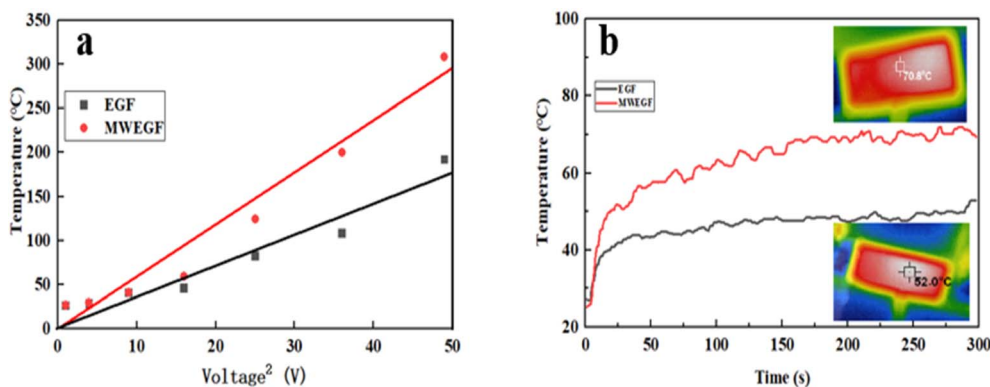 a
350
300
250
200
150
100
50
0
Temperature (°C)
EGF
MWEGF
0 10 20 30 40 50
Voltage² (V)
b
100
80
60
40
20
Temperature (°C)
EGF
MWEGF
70.8°C
52.0°C
0 50 100 150 200 250 300
Time (s)